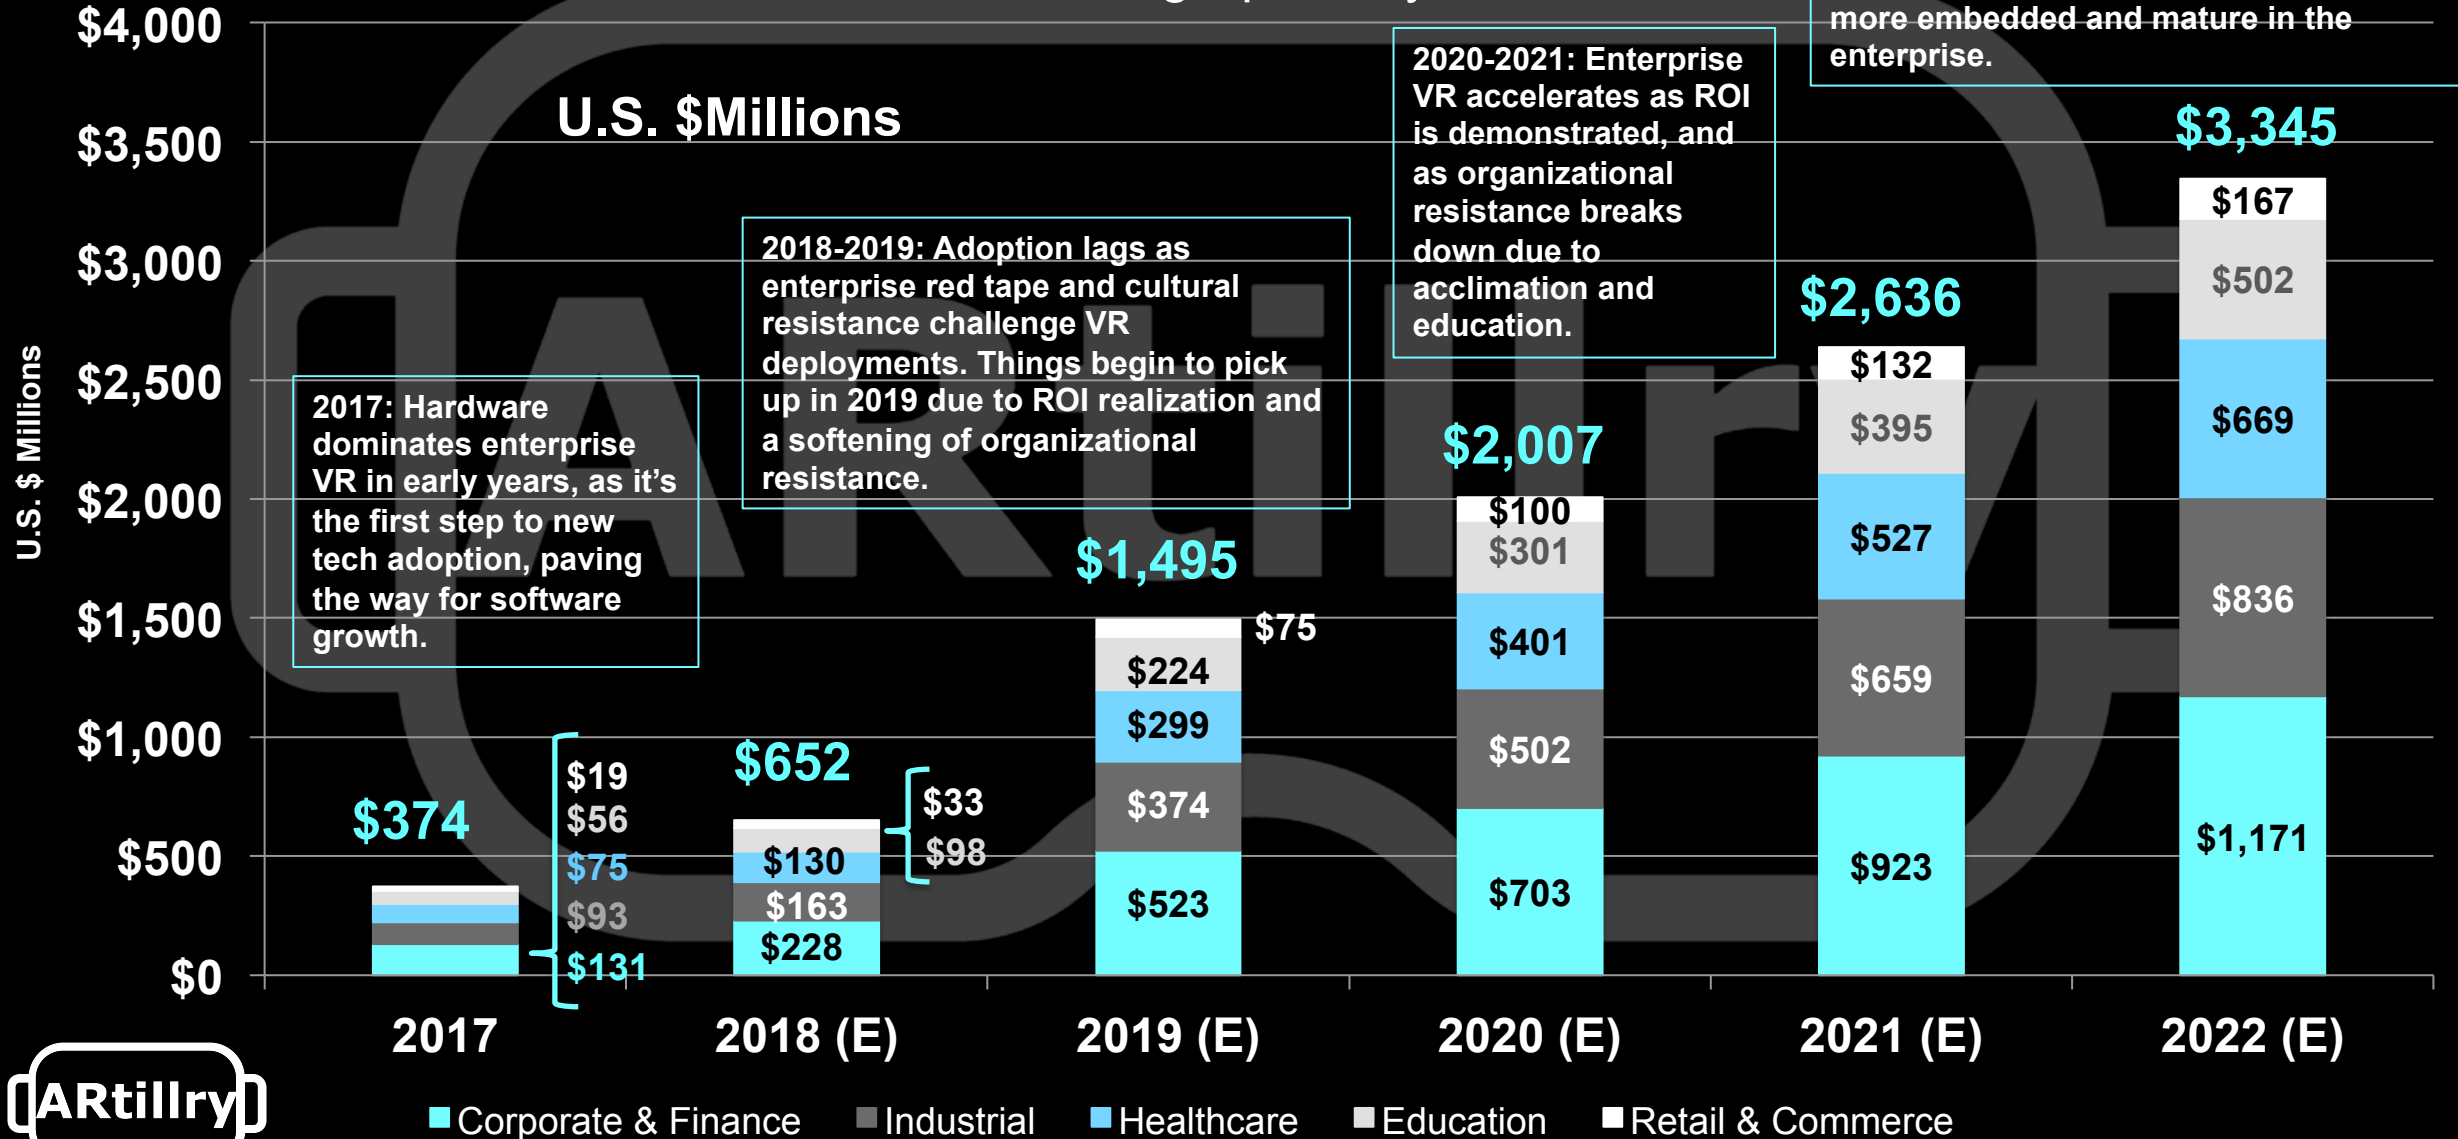 $4,000
$3,500
$3,000
$2,500
$2,000
$1,500
$1,000
$500
$0
U.S. $ Millions
U.S. $Millions
2017: Hardware
dominates enterprise
VR in early years, as it’s
the first step to new
tech adoption, paving
the way for software
growth.
2018-2019: Adoption lags as
enterprise red tape and cultural
resistance challenge VR
deployments. Things begin to pick
up in 2019 due to ROI realization and
a softening of organizational
resistance.
2020-2021: Enterprise
VR accelerates as ROI
is demonstrated, and
as organizational
resistance breaks
down due to
acclimation and
education.
more embedded and mature in the
enterprise.
$374
$19
$56
$75
$93
$131
$652
$33
$98
$130
$163
$228
$1,495
$75
$224
$299
$374
$523
$2,007
$100
$301
$401
$502
$703
$2,636
$132
$395
$527
$659
$923
$3,345
$167
$502
$669
$836
$1,171
2017
2018 (E)
2019 (E)
2020 (E)
2021 (E)
2022 (E)
Corporate & Finance
Industrial
Healthcare
Education
Retail & Commerce
ARtillry
ARtillry